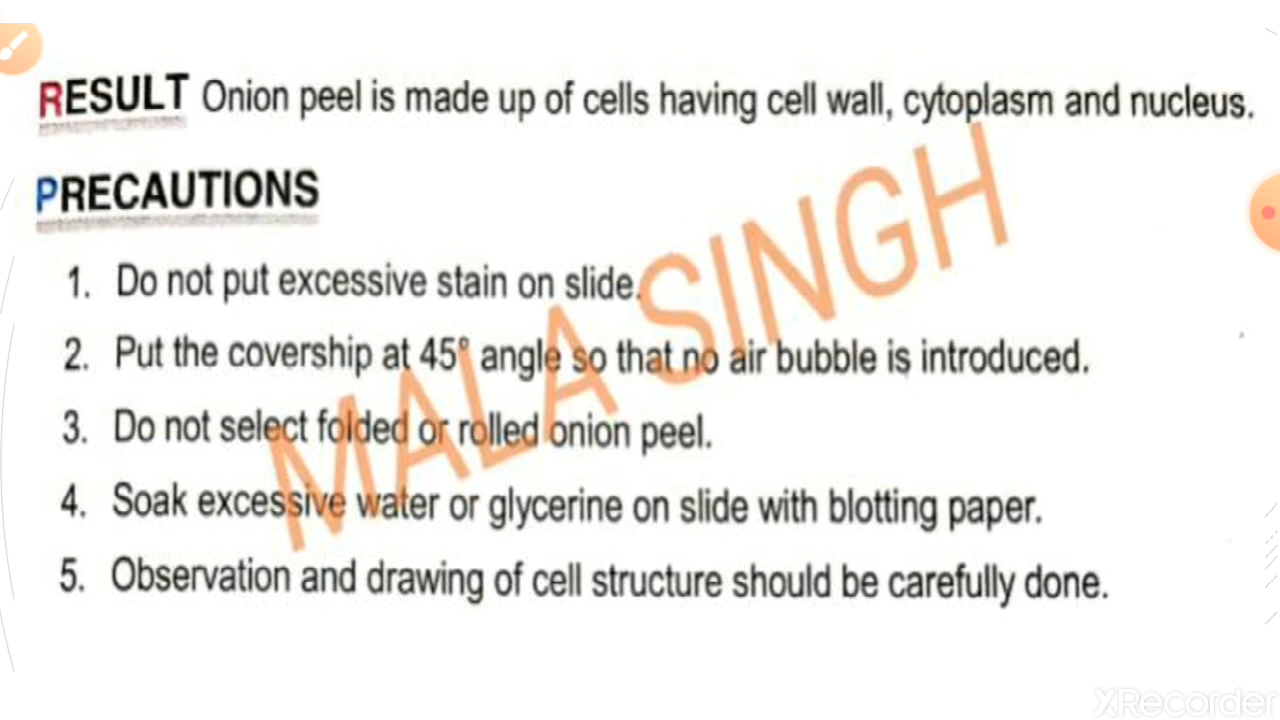 RESULT Onion peel is made up of cells having cell wall, cytoplasm and nucleus.
PRECAUTIONS
1. Do not put excessive stain on slide.
2. Put the covership at 45° angle so that no air bubble is introduced.
3. Do not select folded or rolled onion peel.
4. Soak excessive water or glycerine on slide with blotting paper.
5. Observation and drawing of cell structure should be carefully done.
MALA SINGH
XRecorder